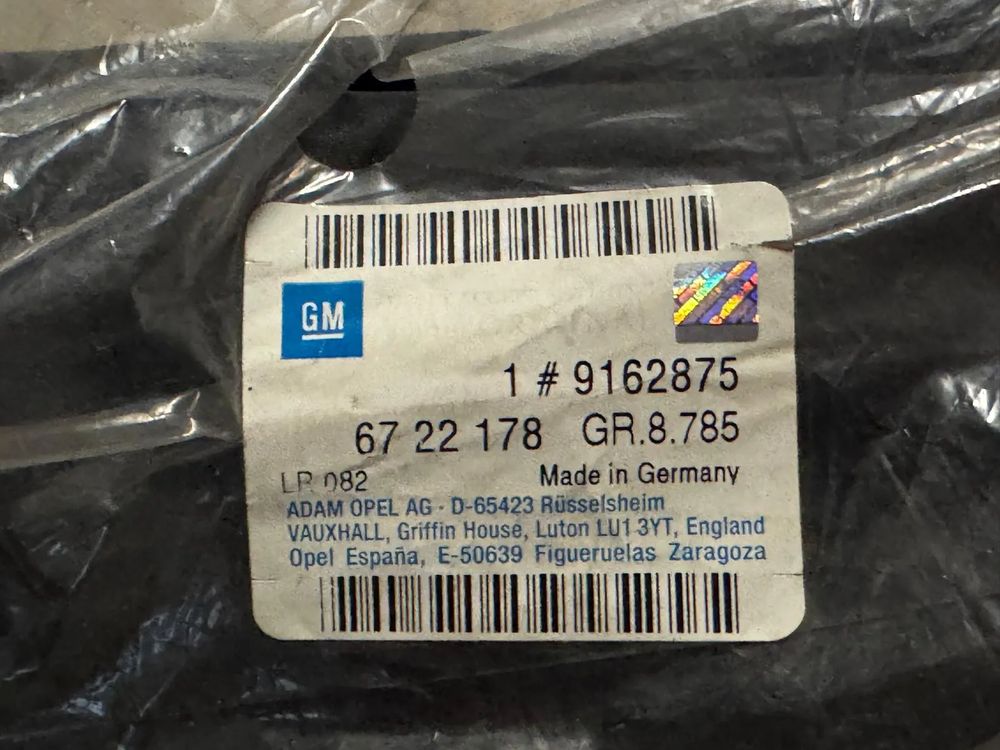 GM
1 # 9162875
67 22 178 GR.8.785
LR 082 Made in Germany
ADAM OPEL AG · D-65423 Rüsselsheim
VAUXHALL, Griffin House, Luton LU1 3YT, England
Opel España, E-50639 Figueruelas Zaragoza